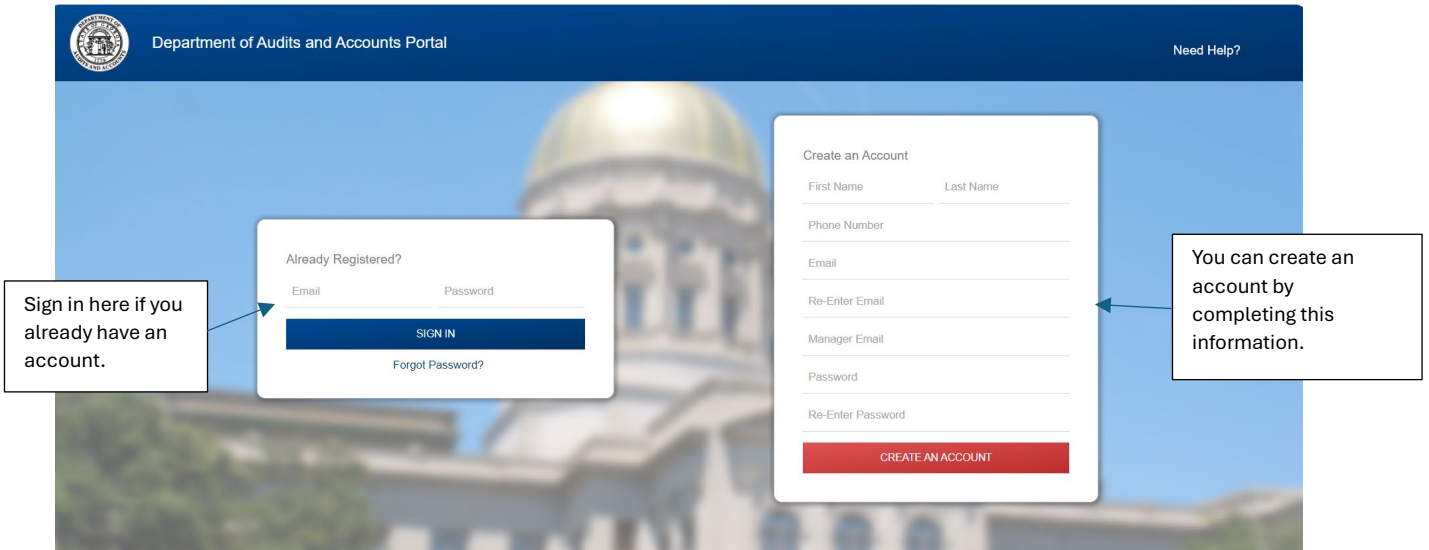 Department of Audits and Accounts Portal
Need Help?
Create an Account
First Name Last Name
Phone Number
Email
Re-Enter Email
Manager Email
Password
Re-Enter Password
CREATE AN ACCOUNT
Already Registered?
Email Password
SIGN IN
Forgot Password?
Sign in here if you
already have an
account.
You can create an
account by
completing this
information.